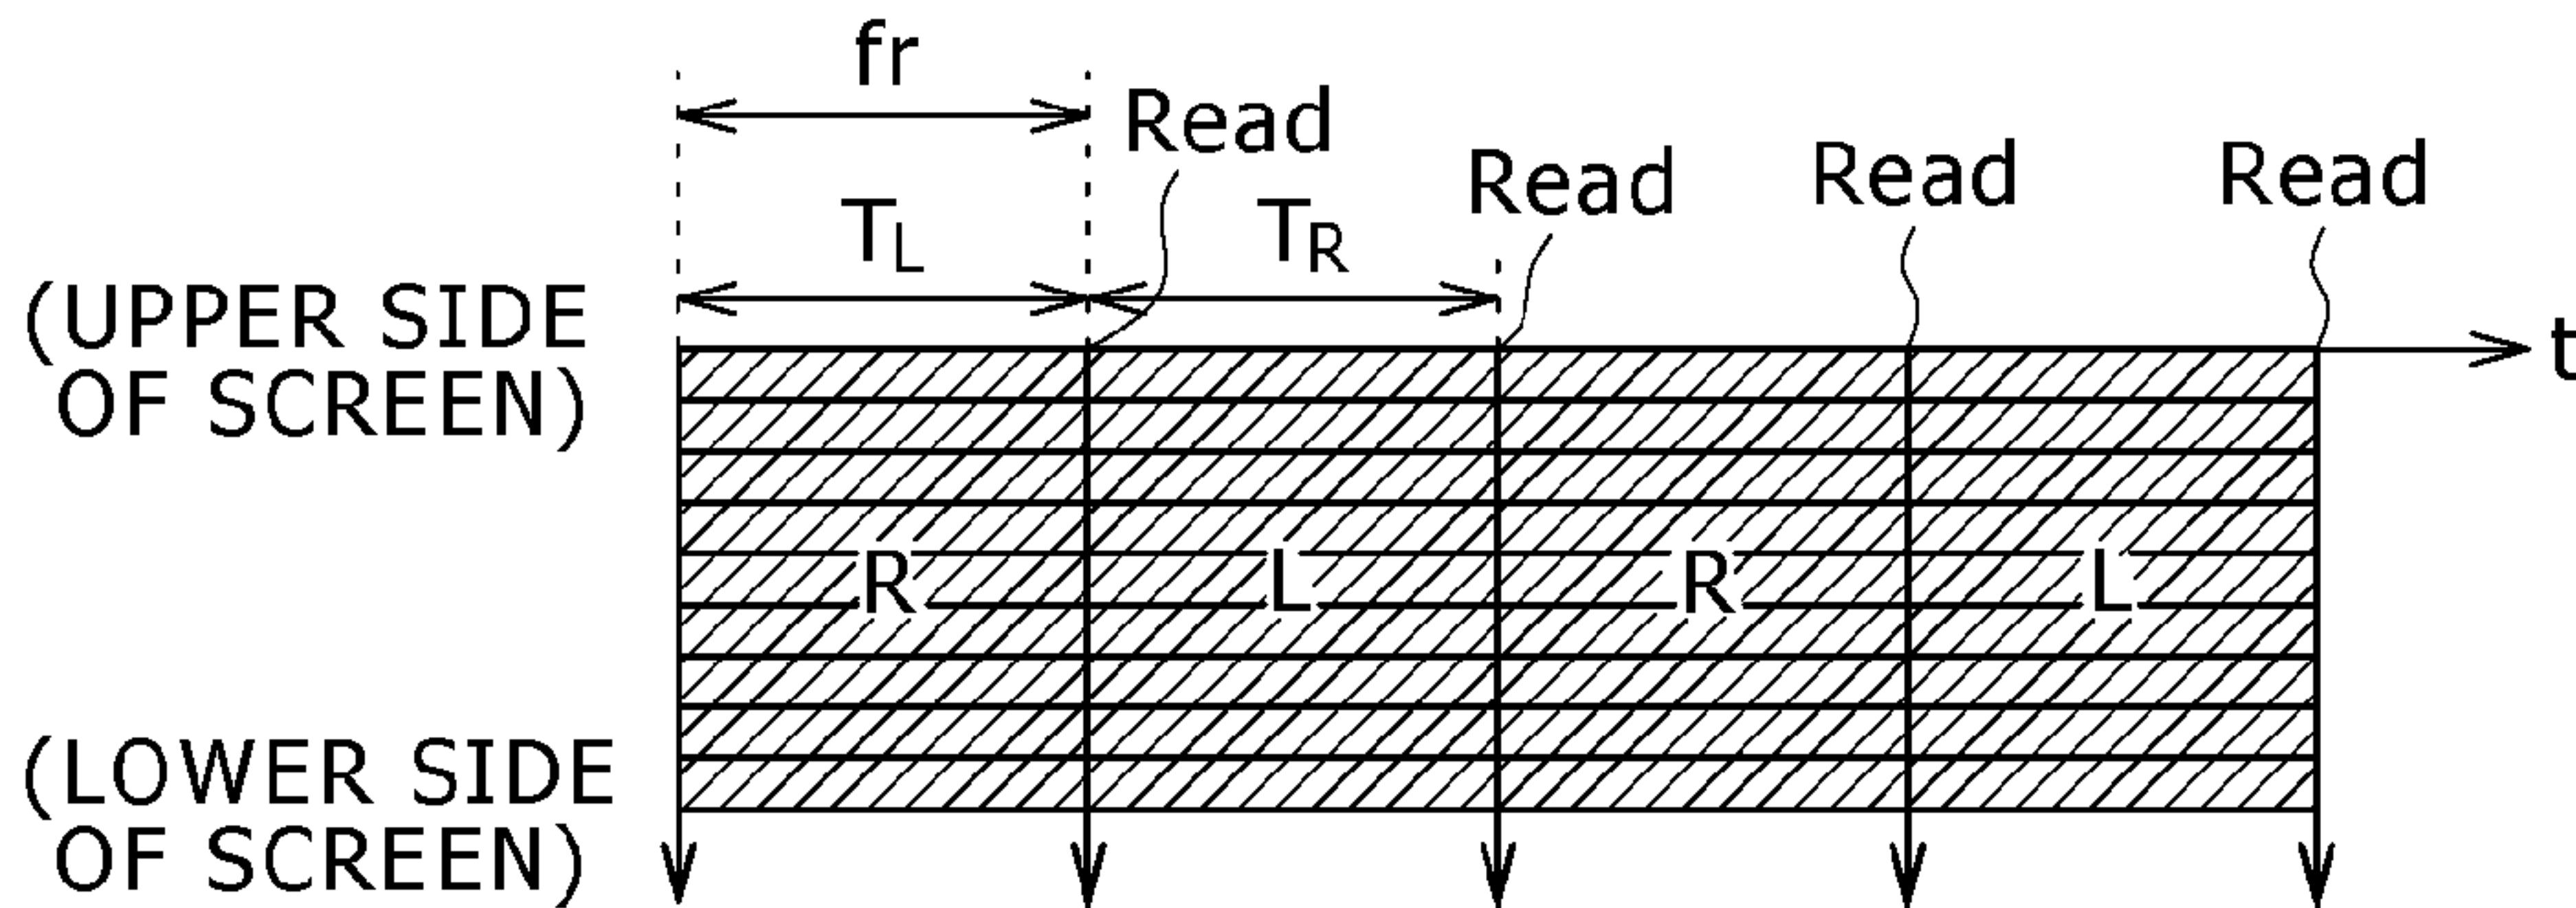 fr
Read
Read
Read
Read
TL
TR
(UPPER SIDE
OF SCREEN)
t
R
L
R
L
(LOWER SIDE
OF SCREEN)